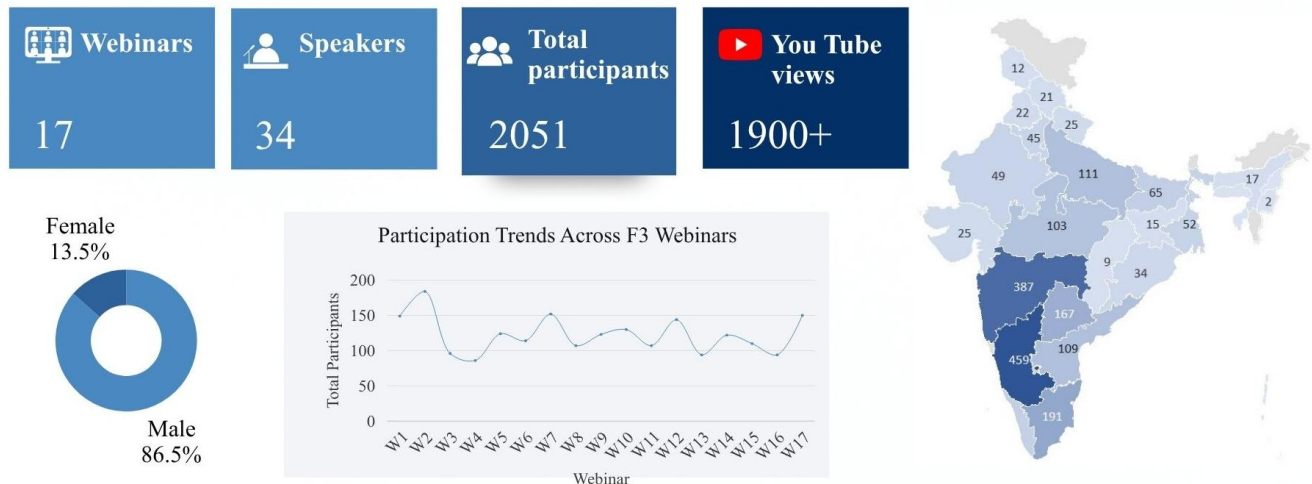 Webinars
17
Speakers
34
Total
participants
2051
You Tube
views
1900+
Female
13.5%
Male
86.5%
Participation Trends Across F3 Webinars
Total Participants
200
150
100
50
0
W1 W2 W3 W4 W5 W6 W7 W8 W9 W10 W11 W12 W13 W14 W15 W16 W17
Webinar
12
21
22
25
45
49
111
65
17
2
25
103
15
52
9
34
387
167
459
109
191